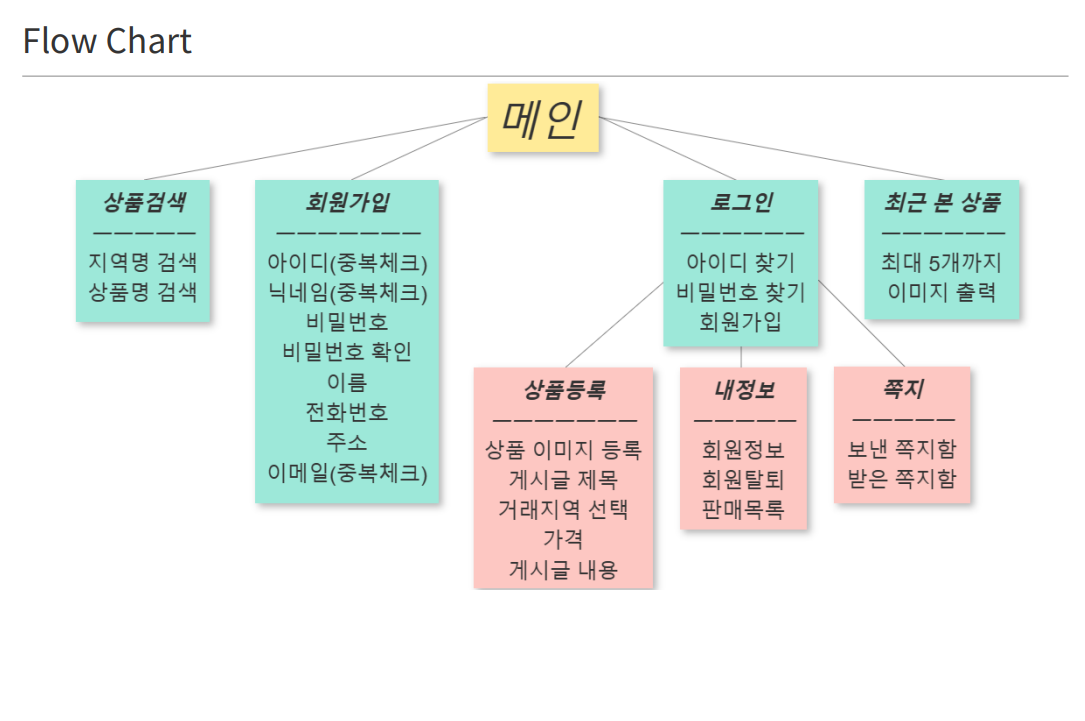 Flow Chart
메인
상품검색
—————
지역명 검색
상품명 검색
회원가입
———————
아이디(중복체크)
닉네임(중복체크)
비밀번호
비밀번호 확인
이름
전화번호
주소
이메일(중복체크)
로그인
——————
아이디 찾기
비밀번호 찾기
회원가입
최근 본 상품
——————
최대 5개까지
이미지 출력
상품등록
———————
상품 이미지 등록
게시글 제목
거래지역 선택
가격
게시글 내용
내정보
—————
회원정보
회원탈퇴
판매목록
쪽지
—————
보낸 쪽지함
받은 쪽지함